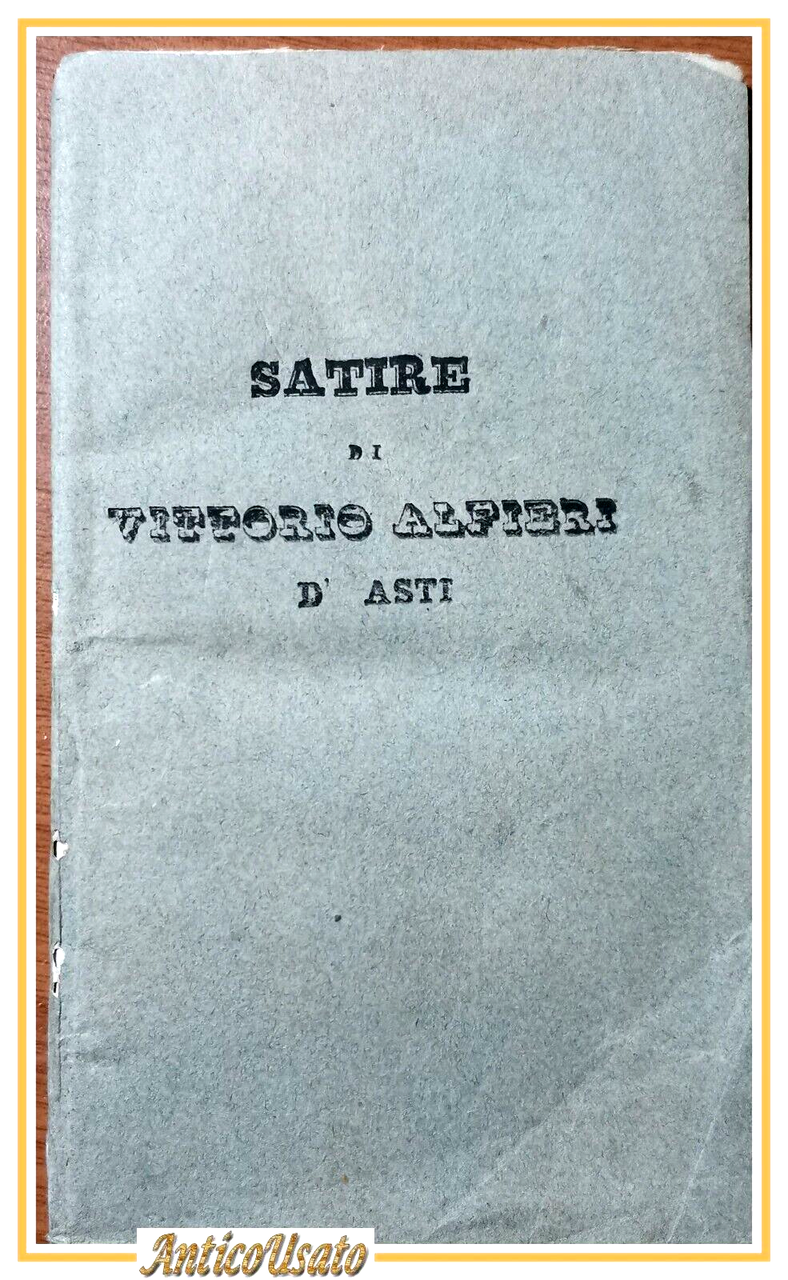 SATIRE
DI
VITTORIO ALFIERI
D' ASTI
AnticoUsato